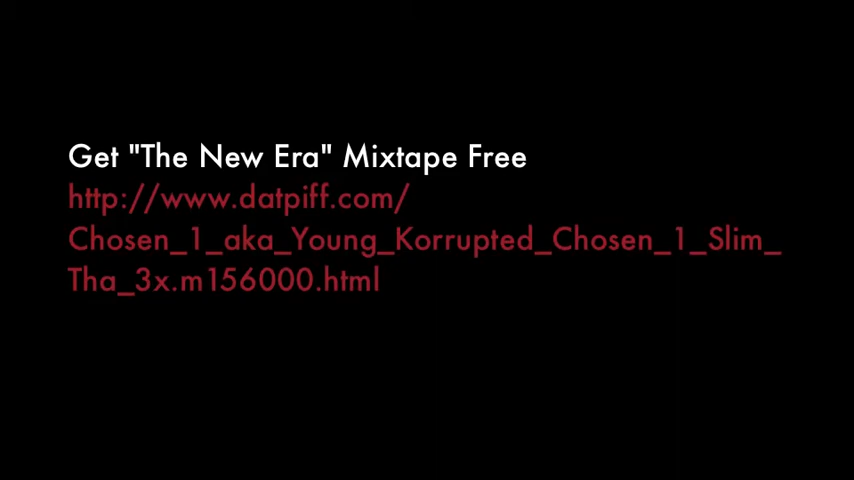 Get "The New Era" Mixtape Free
http://www.datpiff.com/
Chosen_1_aka_Young_Korrupted_Chosen_1_Slim_
Tha_3x.m156000.html